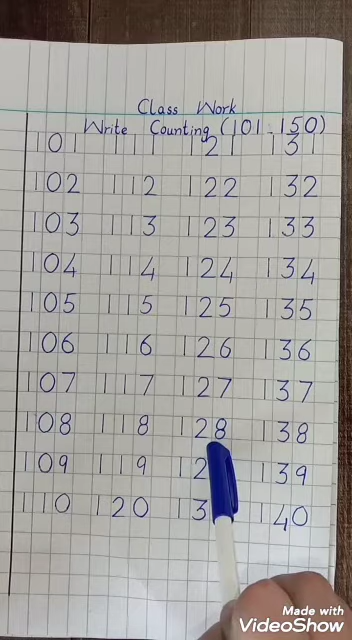 Class Work
Write Counting (101-150)
101 111 121 131
102 112 122 132
103 113 123 133
104 114 124 134
105 115 125 135
106 116 126 136
107 117 127 137
108 118 128 138
109 119 12 139
110 120 13 140
Made with
VideoShow